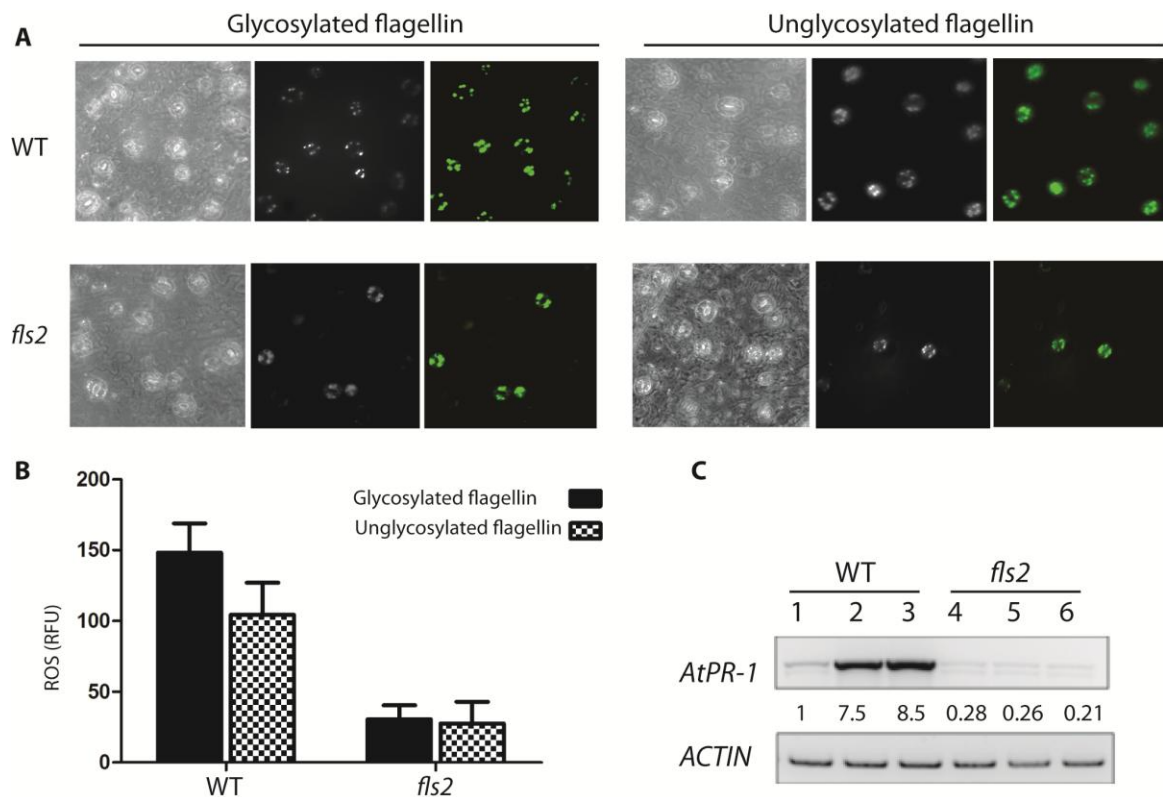 A
Glycosylated flagellin
Unglycosylated flagellin
WT
fls2
B
200
150
100
50
0
ROS (RFU)
Glycosylated flagellin
Unglycosylated flagellin
WT
fls2
C
WT
fls2
1 2 3 4 5 6
AtPR-1
1 7.5 8.5 0.28 0.26 0.21
ACTIN